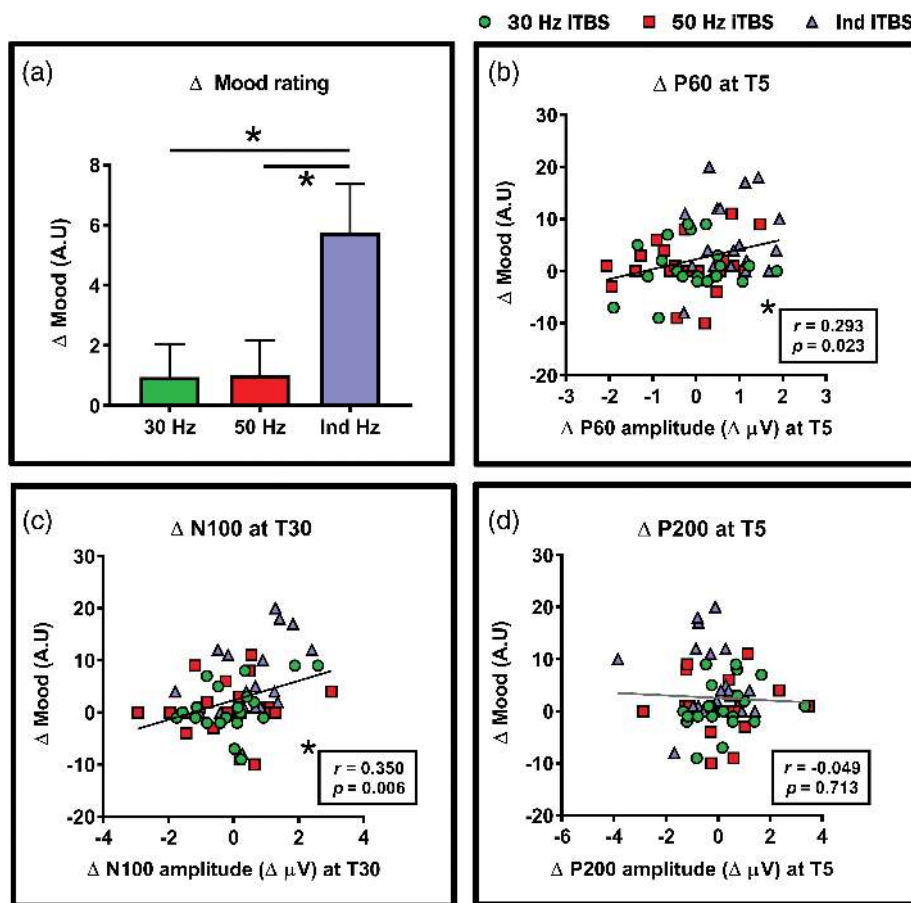 30 Hz iTBS 50 Hz iTBS Ind iTBS
(a)
Δ Mood rating
*
*
Δ Mood (A.U)
8
6
4
2
0
30 Hz 50 Hz Ind Hz
(b)
Δ P60 at T5
Δ Mood (A.U)
30
20
10
0
-10
-20
*
r = 0.293
p = 0.023
-3 -2 -1 0 1 2 3
Δ P60 amplitude (Δ μV) at T5
(c)
Δ N100 at T30
Δ Mood (A.U)
30
20
10
0
-10
-20
*
r = 0.350
p = 0.006
-4 -2 0 2 4
Δ N100 amplitude (Δ μV) at T30
(d)
Δ P200 at T5
Δ Mood (A.U)
30
20
10
0
-10
-20
r = -0.049
p = 0.713
-6 -4 -2 0 2 4
Δ P200 amplitude (Δ μV) at T5